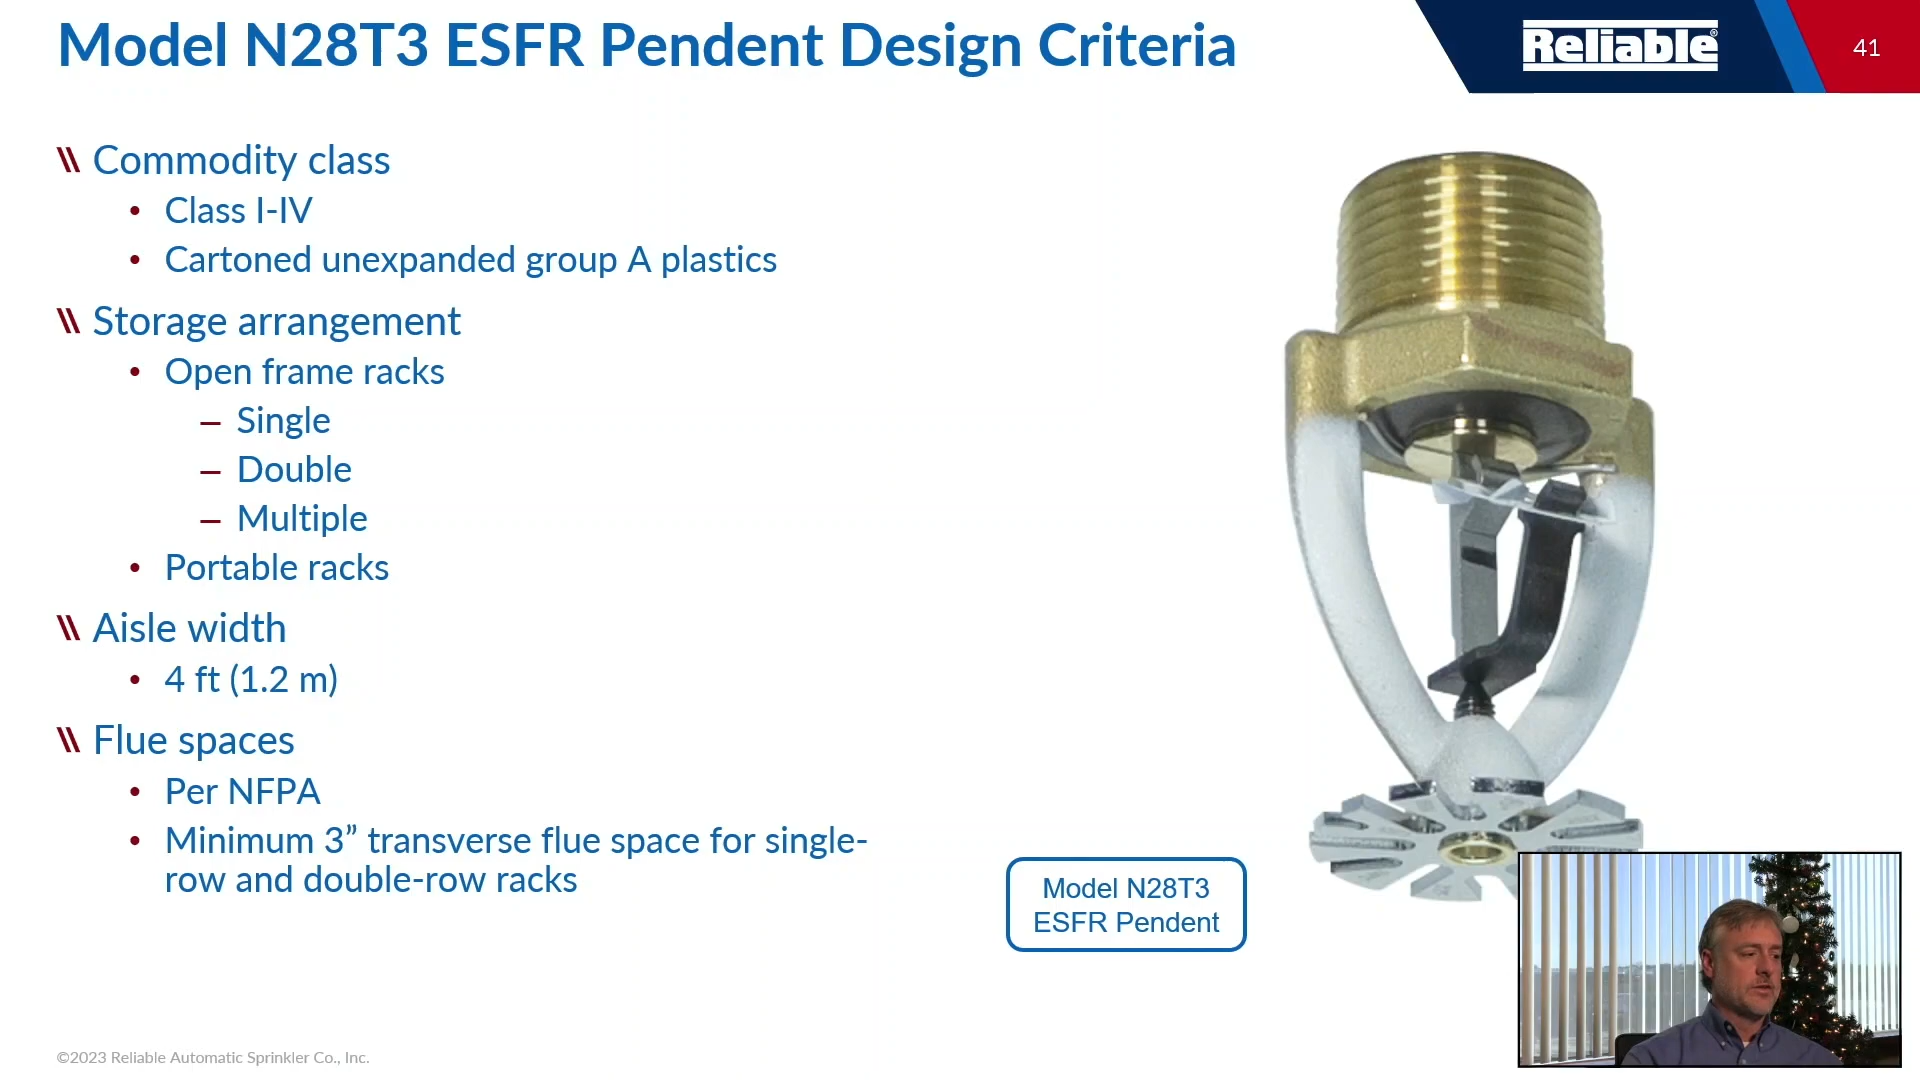 Model N28T3 ESFR Pendent Design Criteria
Reliable®
41
Commodity class
• Class I-IV
• Cartoned unexpanded group A plastics
Storage arrangement
• Open frame racks
– Single
– Double
– Multiple
• Portable racks
Aisle width
• 4 ft (1.2 m)
Flue spaces
• Per NFPA
• Minimum 3” transverse flue space for single-
row and double-row racks
Model N28T3
ESFR Pendent
©2023 Reliable Automatic Sprinkler Co., Inc.